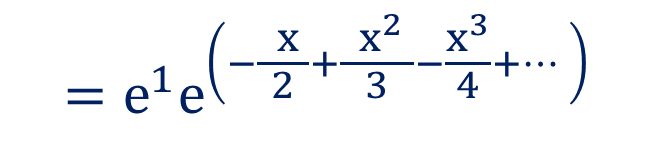 = e¹e^(−x/2 + x²/3 − x³/4 + ⋯)